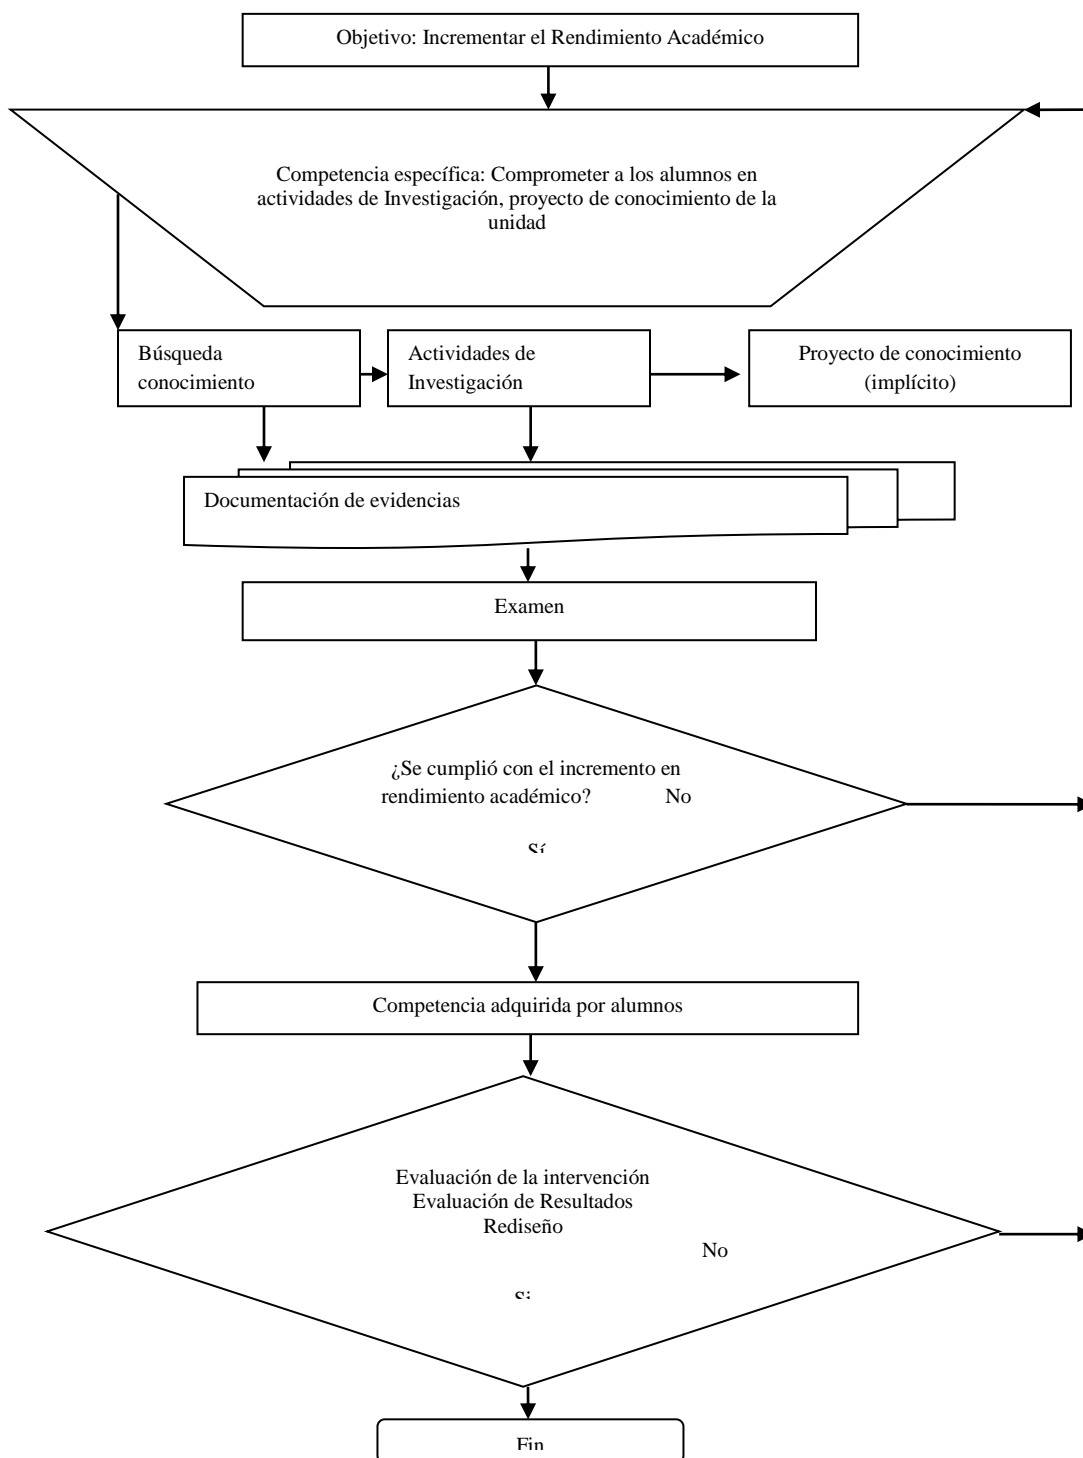 Objetivo: Incrementar el Rendimiento Académico
Competencia específica: Comprometer a los alumnos en
actividades de Investigación, proyecto de conocimiento de la
unidad
Búsqueda
conocimiento
Actividades de
Investigación
Proyecto de conocimiento
(implícito)
Documentación de evidencias
Examen
¿Se cumplió con el incremento en
rendimiento académico? No
Sí
Competencia adquirida por alumnos
Evaluación de la intervención
Evaluación de Resultados
Rediseño
No
Si
Fin